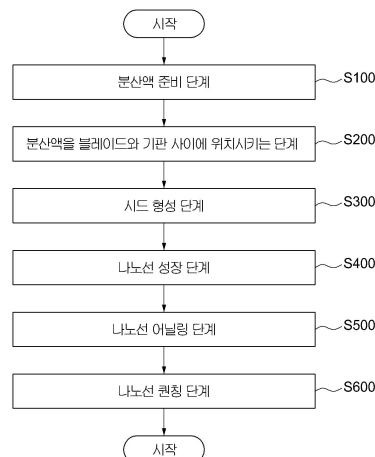 시작
분산액 준비 단계
S100
분산액을 블레이드와 기판 사이에 위치시키는 단계
S200
시드 형성 단계
S300
나노선 성장 단계
S400
나노선 어닐링 단계
S500
나노선 퀀칭 단계
S600
시작